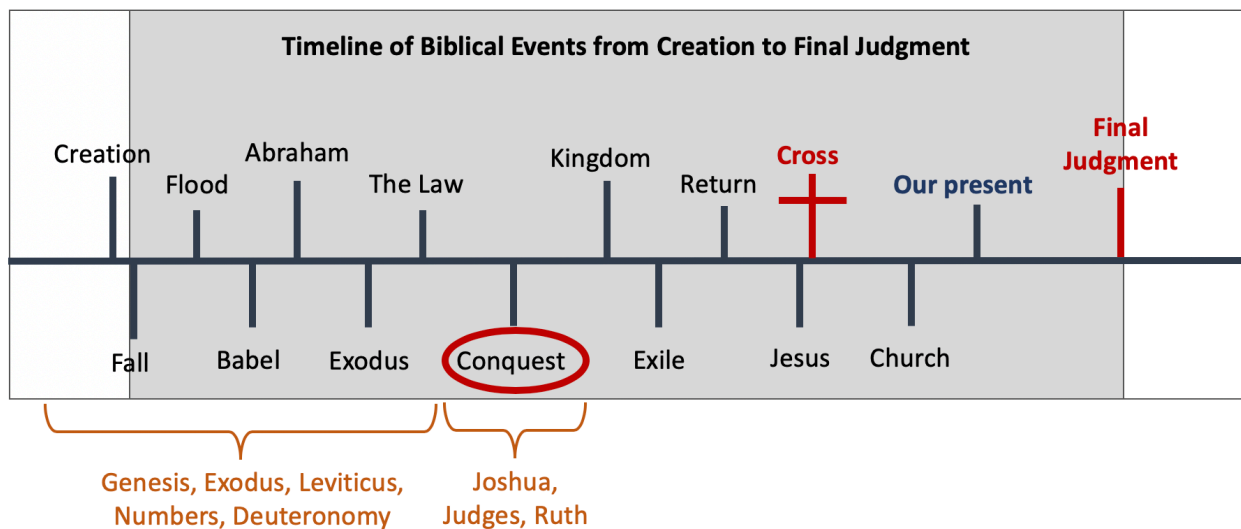 Timeline of Biblical Events from Creation to Final Judgment
Creation
Flood
Abraham
The Law
Kingdom
Return
Cross
Our present
Final
Judgment
Fall
Babel
Exodus
Conquest
Exile
Jesus
Church
Genesis, Exodus, Leviticus,
Numbers, Deuteronomy
Joshua,
Judges, Ruth